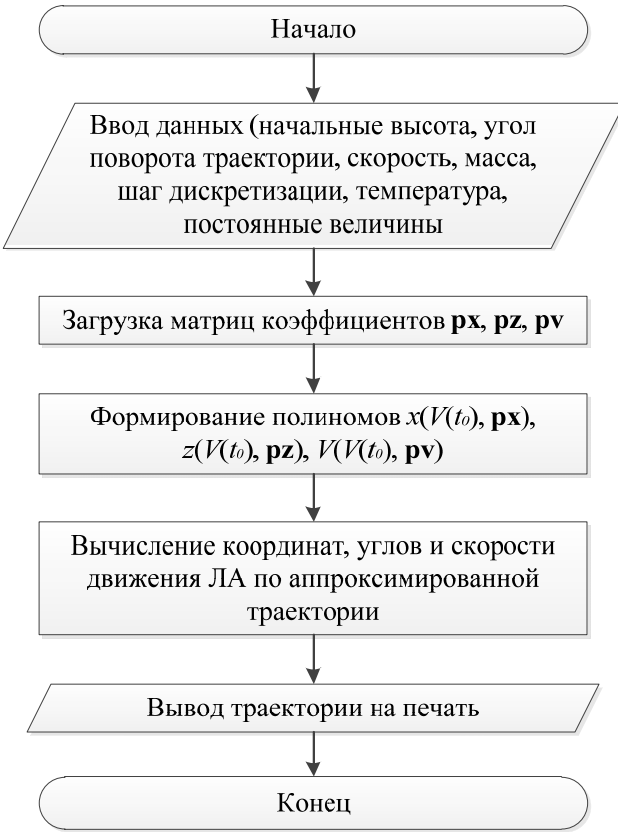 Начало
Ввод данных (начальные высота, угол
поворота траектории, скорость, масса,
шаг дискретизации, температура,
постоянные величины
Загрузка матриц коэффициентов px, pz, pv
Формирование полиномов x(V(t₀), px),
z(V(t₀), pz), V(V(t₀), pv)
Вычисление координат, углов и скорости
движения ЛА по аппроксимированной
траектории
Вывод траектории на печать
Конец